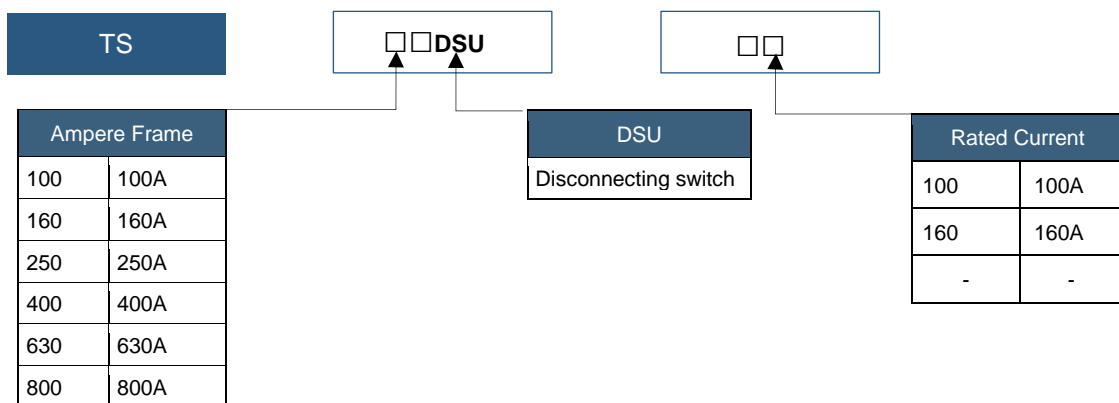 TS
□□DSU
□□
Ampere Frame
100 100A
160 160A
250 250A
400 400A
630 630A
800 800A
DSU
Disconnecting switch
Rated Current
100 100A
160 160A
- -